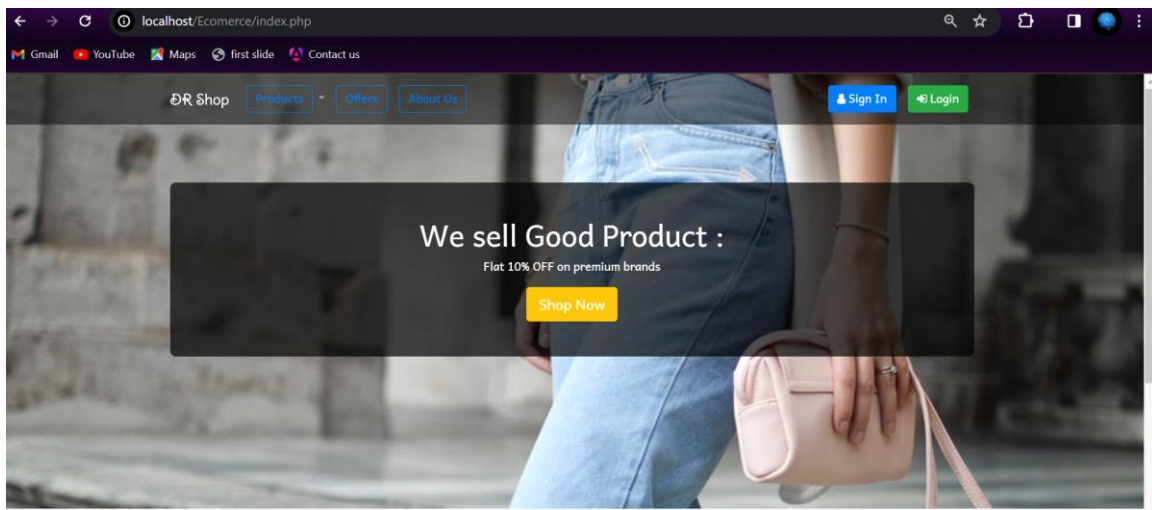 localhost/Ecomerce/index.php
Gmail YouTube Maps first slide Contact us
DR Shop Products Offers About Us Sign In Login
We sell Good Product :
Flat 10% OFF on premium brands
Shop Now